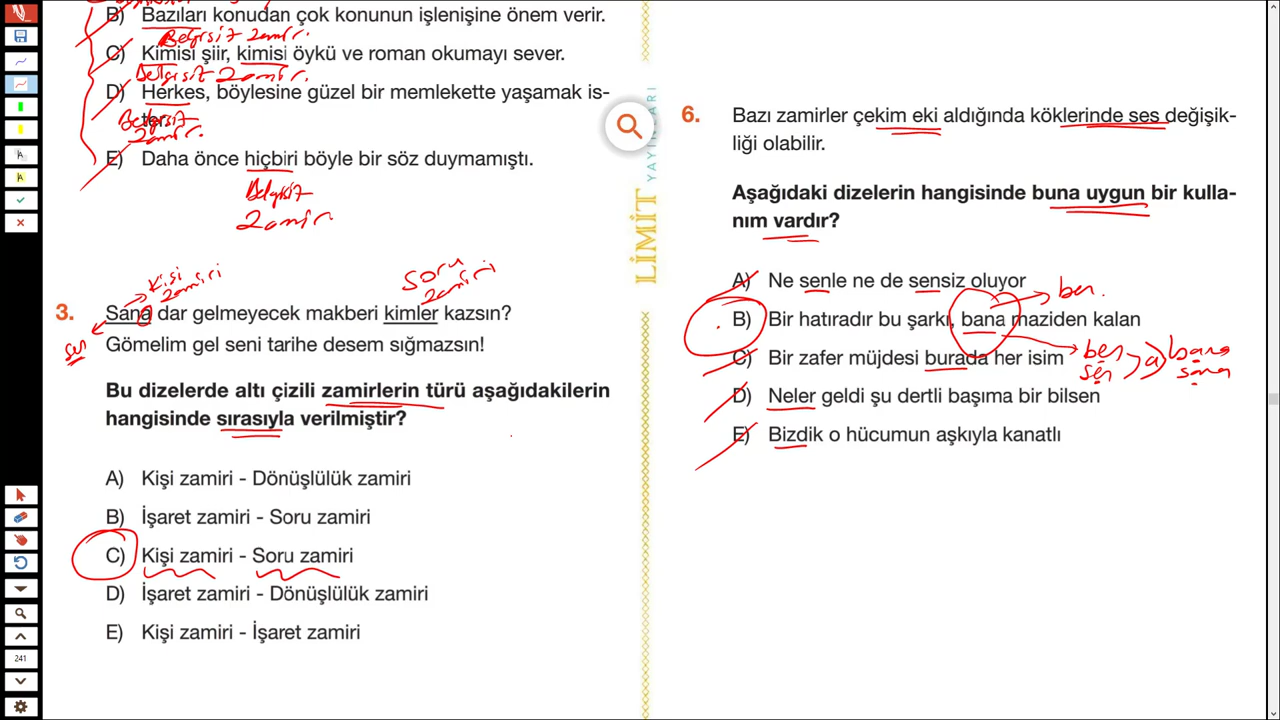 B) Bazıları konudan çok konunun işlenişine önem verir.
Belgisit zamir.
C) Kimisi şiir, kimisi öykü ve roman okumayı sever.
Belgisit zamir.
D) Herkes, böylesine güzel bir memlekette yaşamak is-
ter.
Belgisit
zamir.
E) Daha önce hiçbiri böyle bir söz duymamıştı.
Belgisit
zamir
Kişi
zamiri
Soru
zamiri
3. Sana dar gelmeyecek makberi kimler kazsın?
sen
Gömelim gel seni tarihe desem sığmazsın!
Bu dizelerde altı çizili zamirlerin türü aşağıdakilerin
hangisinde sırasıyla verilmiştir?
A) Kişi zamiri - Dönüşlülük zamiri
B) İşaret zamiri - Soru zamiri
C) Kişi zamiri - Soru zamiri
D) İşaret zamiri - Dönüşlülük zamiri
E) Kişi zamiri - İşaret zamiri
LİMİT
6. Bazı zamirler çekim eki aldığında köklerinde ses değişik-
liği olabilir.
Aşağıdaki dizelerin hangisinde buna uygun bir kulla-
nım vardır?
A) Ne senle ne de sensiz oluyor
ben.
B) Bir hatıradır bu şarkı, bana maziden kalan
C) Bir zafer müjdesi burada her isim
ben
sen
a
bana
sana
D) Neler geldi şu dertli başıma bir bilsen
E) Bizdik o hücumun aşkıyla kanatlı
241